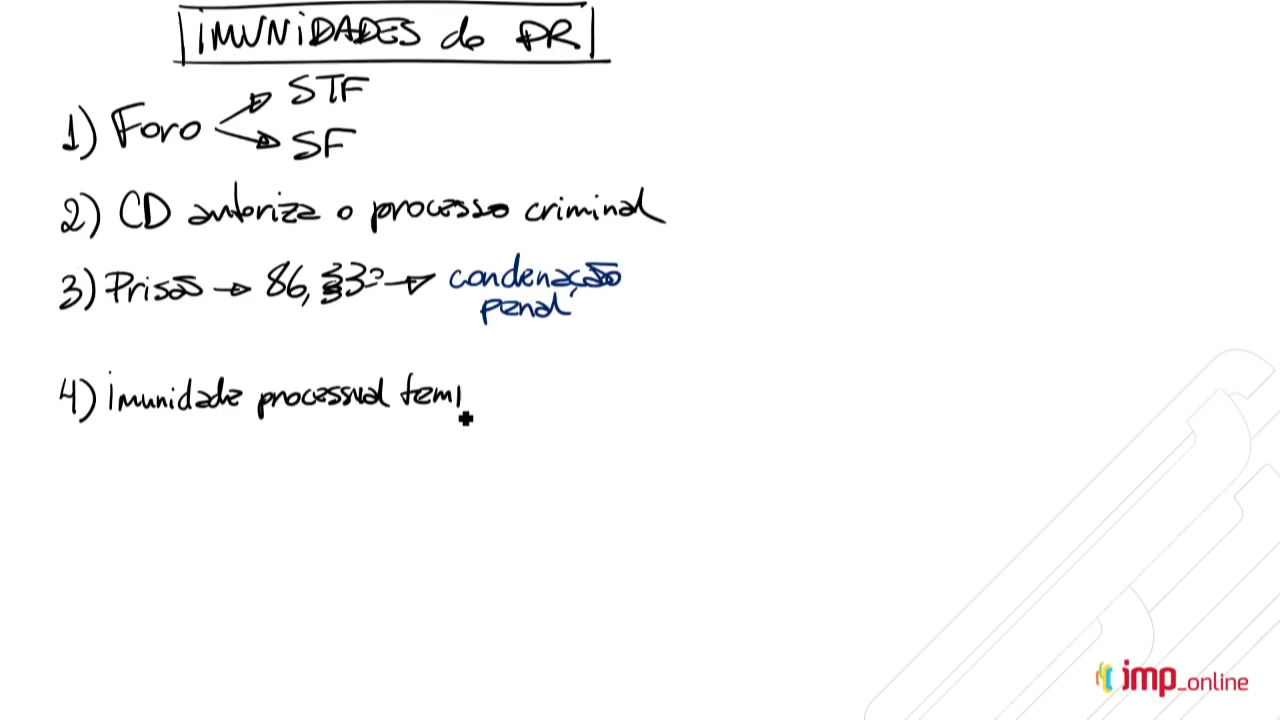 IMUNIDADES do PR
1) Foro
STF
SF
2) CD autoriza o processo criminal
3) Prisão → 86, §3º → condenação
penal
4) Imunidade processual tem
imp_online